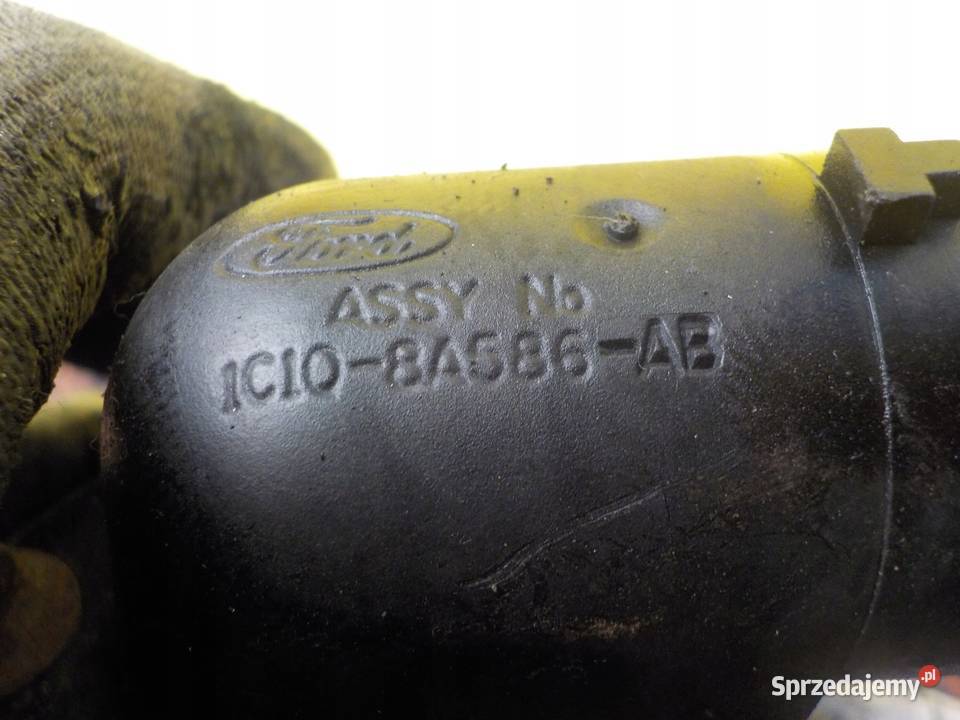 Ford
ASSY No
1C10-8A586-AB
Sprzedajemy.pl